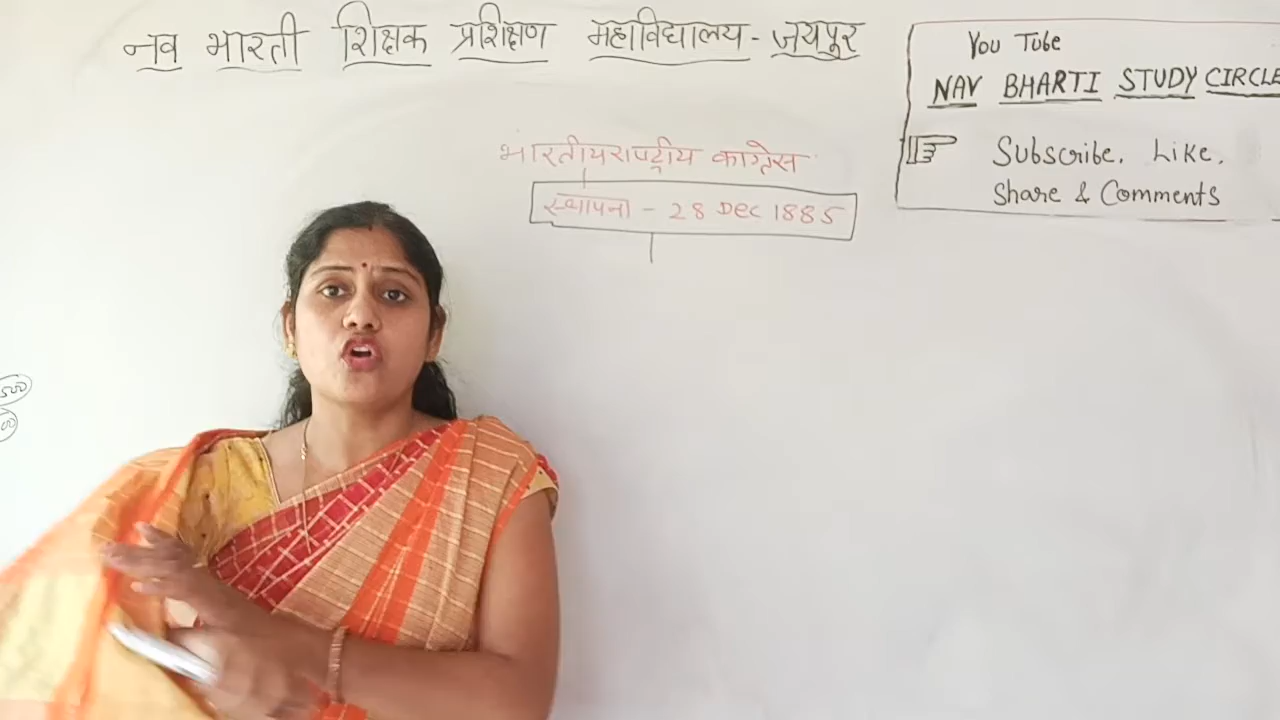 नव भारती शिक्षक प्रशिक्षण महाविद्यालय - जयपुर
You Tube
NAV BHARTI STUDY CIRCLE
Subscribe, Like,
Share & Comments
भारतीय राष्ट्रीय कांग्रेस
स्थापना - 28 Dec 1885